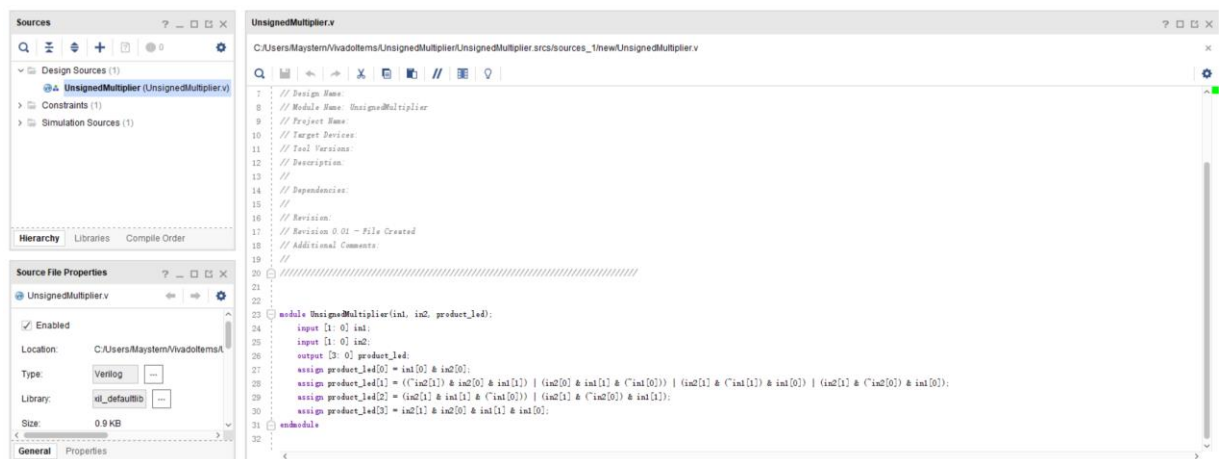 Sources
? _ □ X
0
Design Sources (1)
UnsignedMultiplier (UnsignedMultiplier.v)
Constraints (1)
Simulation Sources (1)
Hierarchy Libraries Compile Order
Source File Properties
? _ □ X
UnsignedMultiplier.v
Enabled
Location: C:/Users/Maystern/VivadoItems/U
Type: Verilog ...
Library: xil_defaultlib ...
Size: 0.9 KB
General Properties
UnsignedMultiplier.v
? □ X
C:/Users/Maystern/VivadoItems/UnsignedMultiplier/UnsignedMultiplier.srcs/sources_1/new/UnsignedMultiplier.v
7 // Design Name:
8 // Module Name: UnsignedMultiplier
9 // Project Name:
10 // Target Devices:
11 // Tool Versions:
12 // Description:
13 //
14 // Dependencies:
15 //
16 // Revision:
17 // Revision 0.01 - File Created
18 // Additional Comments:
19 //
20 //////////////////////////////////////////////////////////////////////////////////
21
22
23 module UnsignedMultiplier(in1, in2, product_led);
24 input [1: 0] in1;
25 input [1: 0] in2;
26 output [3: 0] product_led;
27 assign product_led[0] = in1[0] & in2[0];
28 assign product_led[1] = ((~in2[1]) & in2[0] & in1[1]) | (in2[0] & in1[1] & (~in1[0])) | (in2[1] & (~in1[1]) & in1[0]) | (in2[1] & (~in2[0]) & in1[0]);
29 assign product_led[2] = (in2[1] & in1[1] & (~in1[0])) | (in2[1] & (~in2[0]) & in1[1]);
30 assign product_led[3] = in2[1] & in2[0] & in1[1] & in1[0];
31 endmodule
32